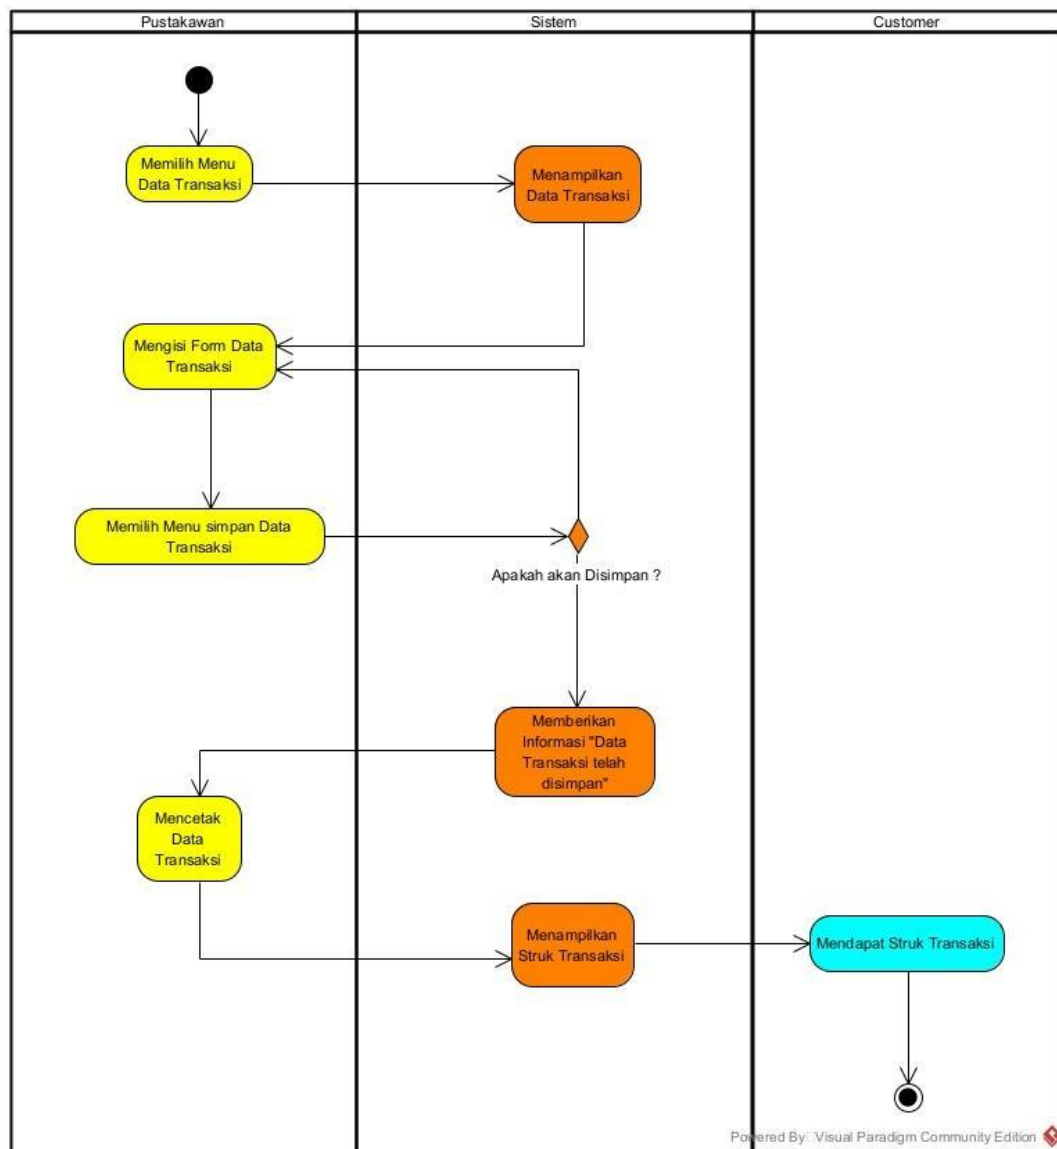 Pustakawan
Sistem
Customer
Memilih Menu
Data Transaksi
Menampilkan
Data Transaksi
Mengisi Form Data
Transaksi
Memilih Menu simpan Data
Transaksi
Apakah akan Disimpan ?
Memberikan
Informasi "Data
Transaksi telah
disimpan"
Mencetak
Data
Transaksi
Menampilkan
Struk Transaksi
Mendapat Struk Transaksi
Powered By Visual Paradigm Community Edition